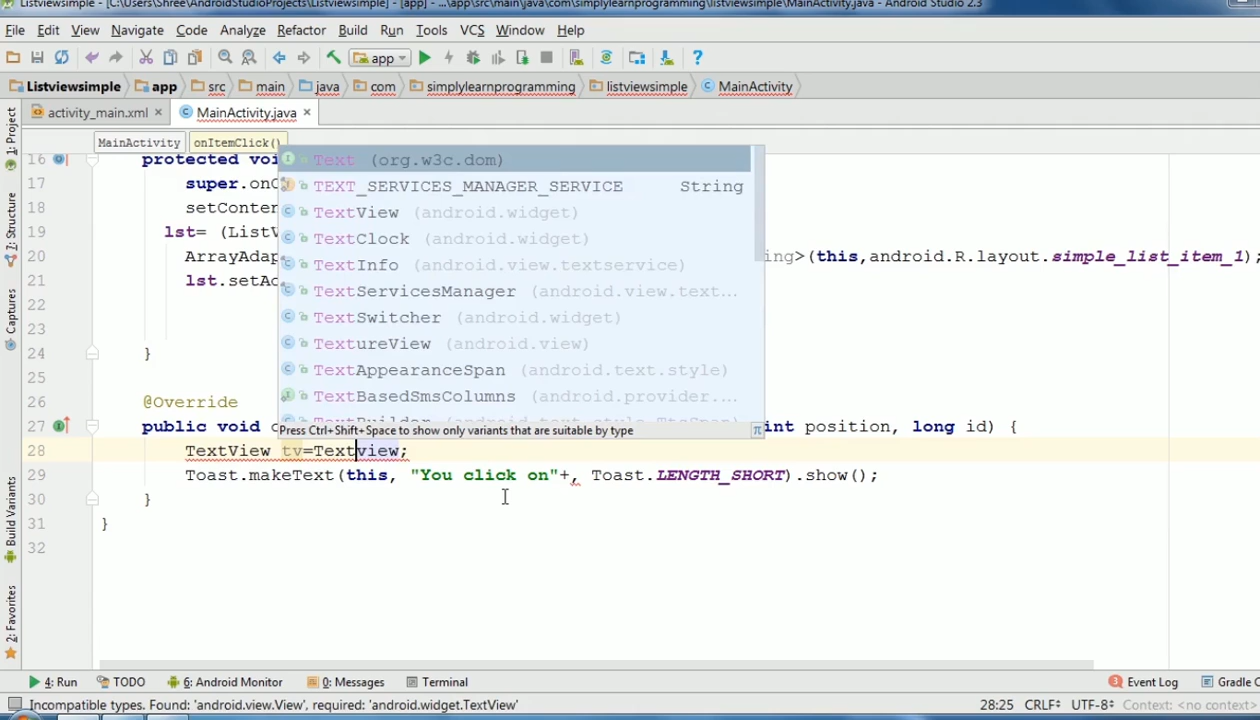 Listviewsimple - [C:\Users\Shree\AndroidStudioProjects\Listviewsimple] - [app] - ...\app\src\main\java\com\simplylearnprogramming\listviewsimple\MainActivity.java - Android Studio 2.3
File Edit View Navigate Code Analyze Refactor Build Run Tools VCS Window Help
app
Listviewsimple app src main java com simplylearnprogramming listviewsimple MainActivity
activity_main.xml MainActivity.java
MainActivity onItemClick()
1: Project
7: Structure
Captures
Build Variants
2: Favorites
16 protected voi
17 super.onC
18 setConten
19 lst= (ListV
20 ArrayAdap ing>(this,android.R.layout.simple_list_item_1);
21 lst.setAd
22
23
24 }
25
26 @Override
27 public void o int position, long id) {
28 TextView tv=Textview;
29 Toast.makeText(this, "You click on"+, Toast.LENGTH_SHORT).show();
30 }
31 }
32
Text (org.w3c.dom)
TEXT_SERVICES_MANAGER_SERVICE String
TextView (android.widget)
TextClock (android.widget)
TextInfo (android.view.textservice)
TextServicesManager (android.view.text...
TextSwitcher (android.widget)
TextureView (android.view)
TextAppearanceSpan (android.text.style)
TextBasedSmsColumns (android.provider...
TextBuilder (android.text.style.TtsSpan)
Press Ctrl+Shift+Space to show only variants that are suitable by type π
4: Run TODO 6: Android Monitor 0: Messages Terminal 3 Event Log Gradle C
Incompatible types. Found: 'android.view.View', required: 'android.widget.TextView' 28:25 CRLF÷ UTF-8÷ Context: <no context>